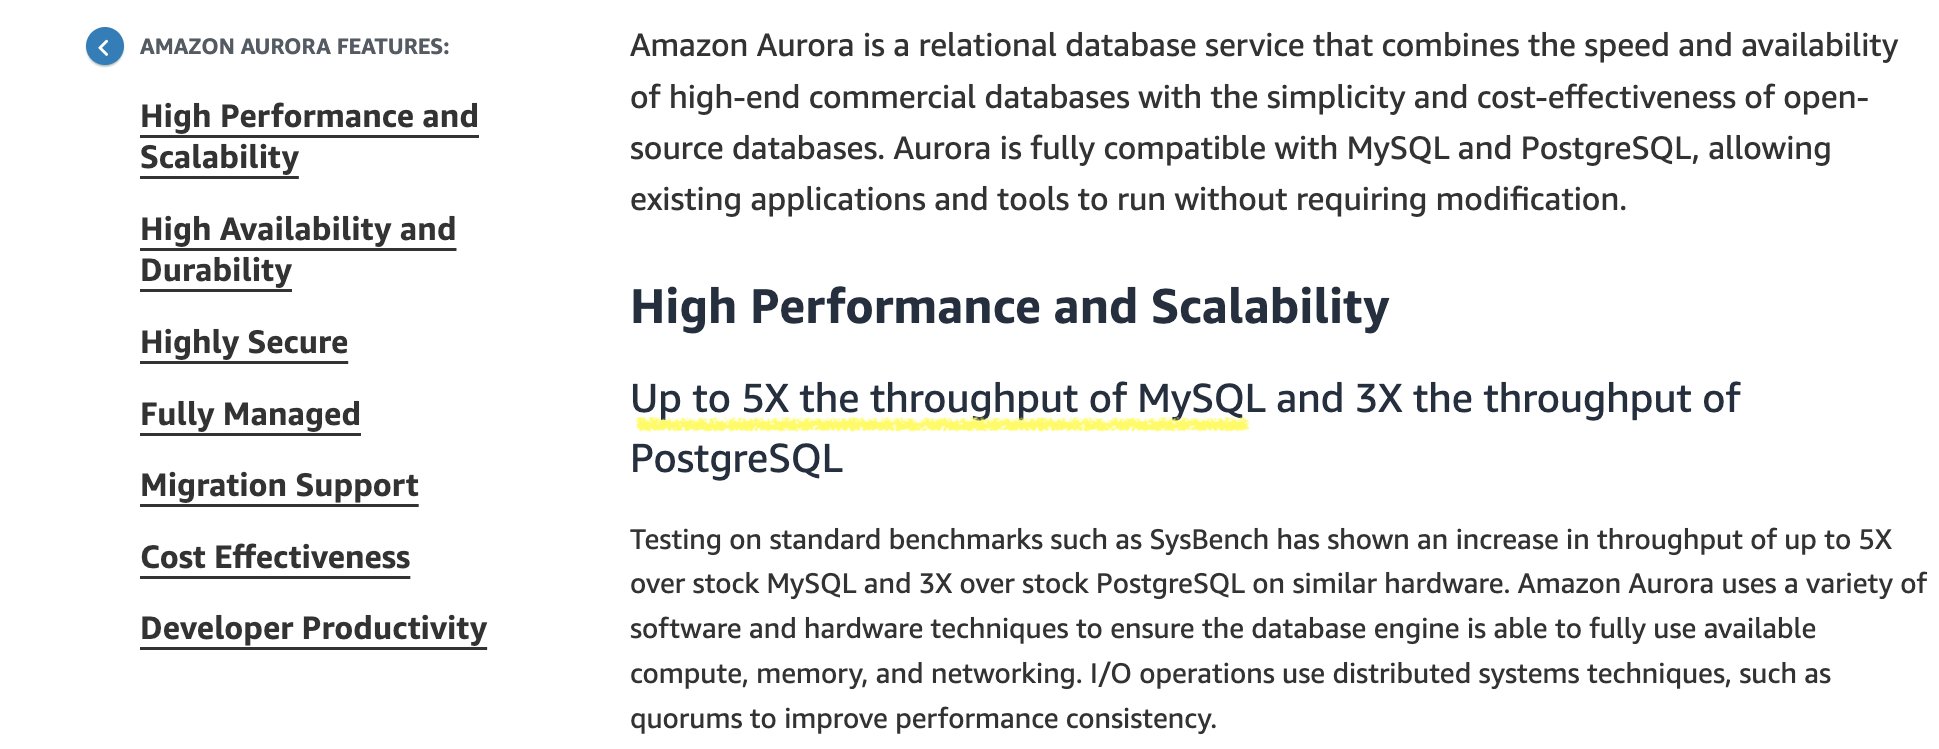 AMAZON AURORA FEATURES:
High Performance and
Scalability
High Availability and
Durability
Highly Secure
Fully Managed
Migration Support
Cost Effectiveness
Developer Productivity
Amazon Aurora is a relational database service that combines the speed and availability
of high-end commercial databases with the simplicity and cost-effectiveness of open-
source databases. Aurora is fully compatible with MySQL and PostgreSQL, allowing
existing applications and tools to run without requiring modification.
High Performance and Scalability
Up to 5X the throughput of MySQL and 3X the throughput of
PostgreSQL
Testing on standard benchmarks such as SysBench has shown an increase in throughput of up to 5X
over stock MySQL and 3X over stock PostgreSQL on similar hardware. Amazon Aurora uses a variety of
software and hardware techniques to ensure the database engine is able to fully use available
compute, memory, and networking. I/O operations use distributed systems techniques, such as
quorums to improve performance consistency.